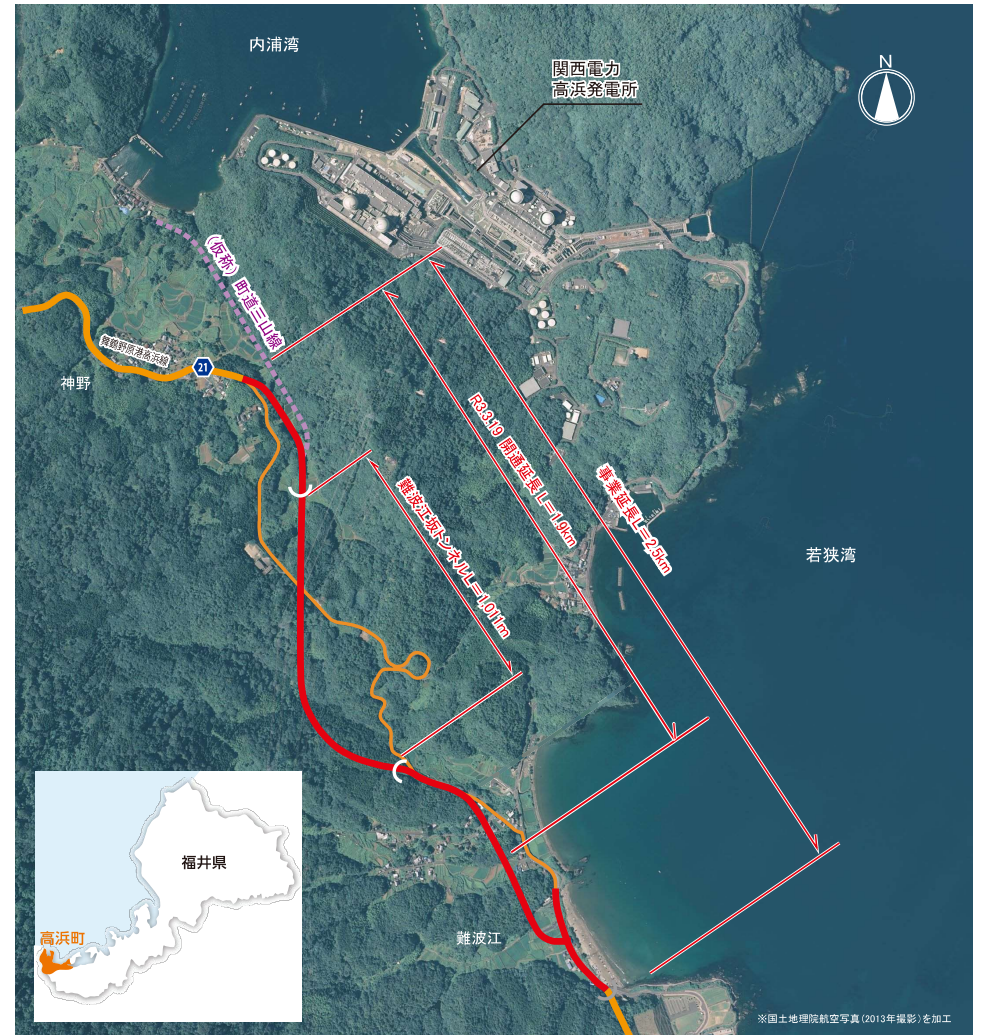 内浦湾
関西電力
高浜発電所
N
(仮称)町道三山線
舞鶴野原港高浜線
21
神野
R3.3.19 開通延長L=1.9km
事業延長L=2.5km
難波江坂トンネルL=1,011m
若狭湾
福井県
高浜町
難波江
※国土地理院航空写真(2013年撮影)を加工